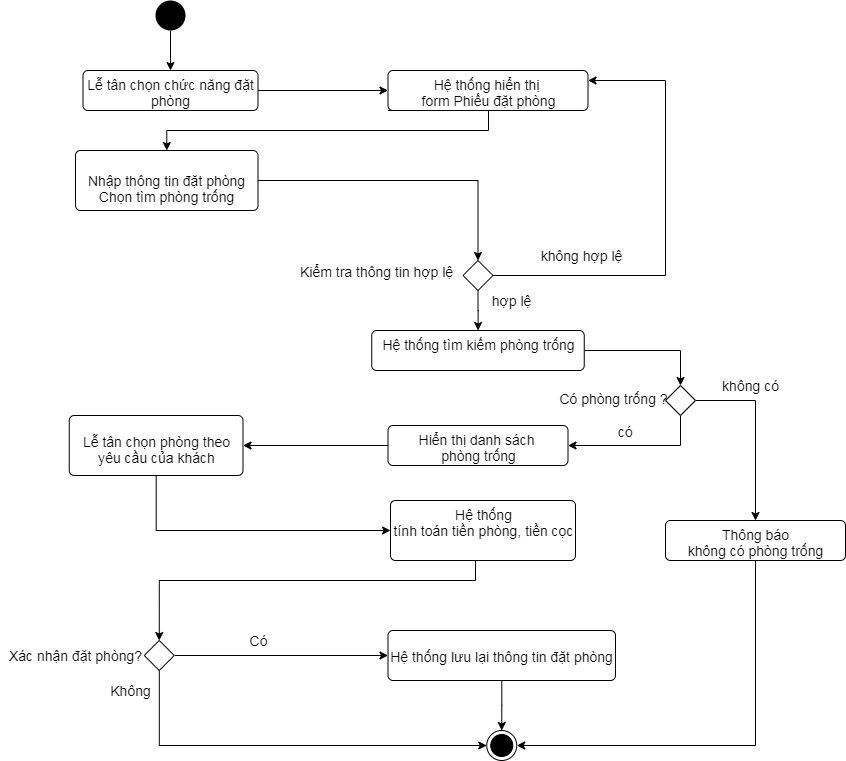 Lễ tân chọn chức năng đặt
phòng
Hệ thống hiển thị
form Phiếu đặt phòng
Nhập thông tin đặt phòng
Chọn tìm phòng trống
không hợp lệ
Kiểm tra thông tin hợp lệ
hợp lệ
Hệ thống tìm kiếm phòng trống
không có
Có phòng trống ?
có
Hiển thị danh sách
phòng trống
Lễ tân chọn phòng theo
yêu cầu của khách
Hệ thống
tính toán tiền phòng, tiền cọc
Thông báo
không có phòng trống
Có
Xác nhận đặt phòng?
Hệ thống lưu lại thông tin đặt phòng
Không